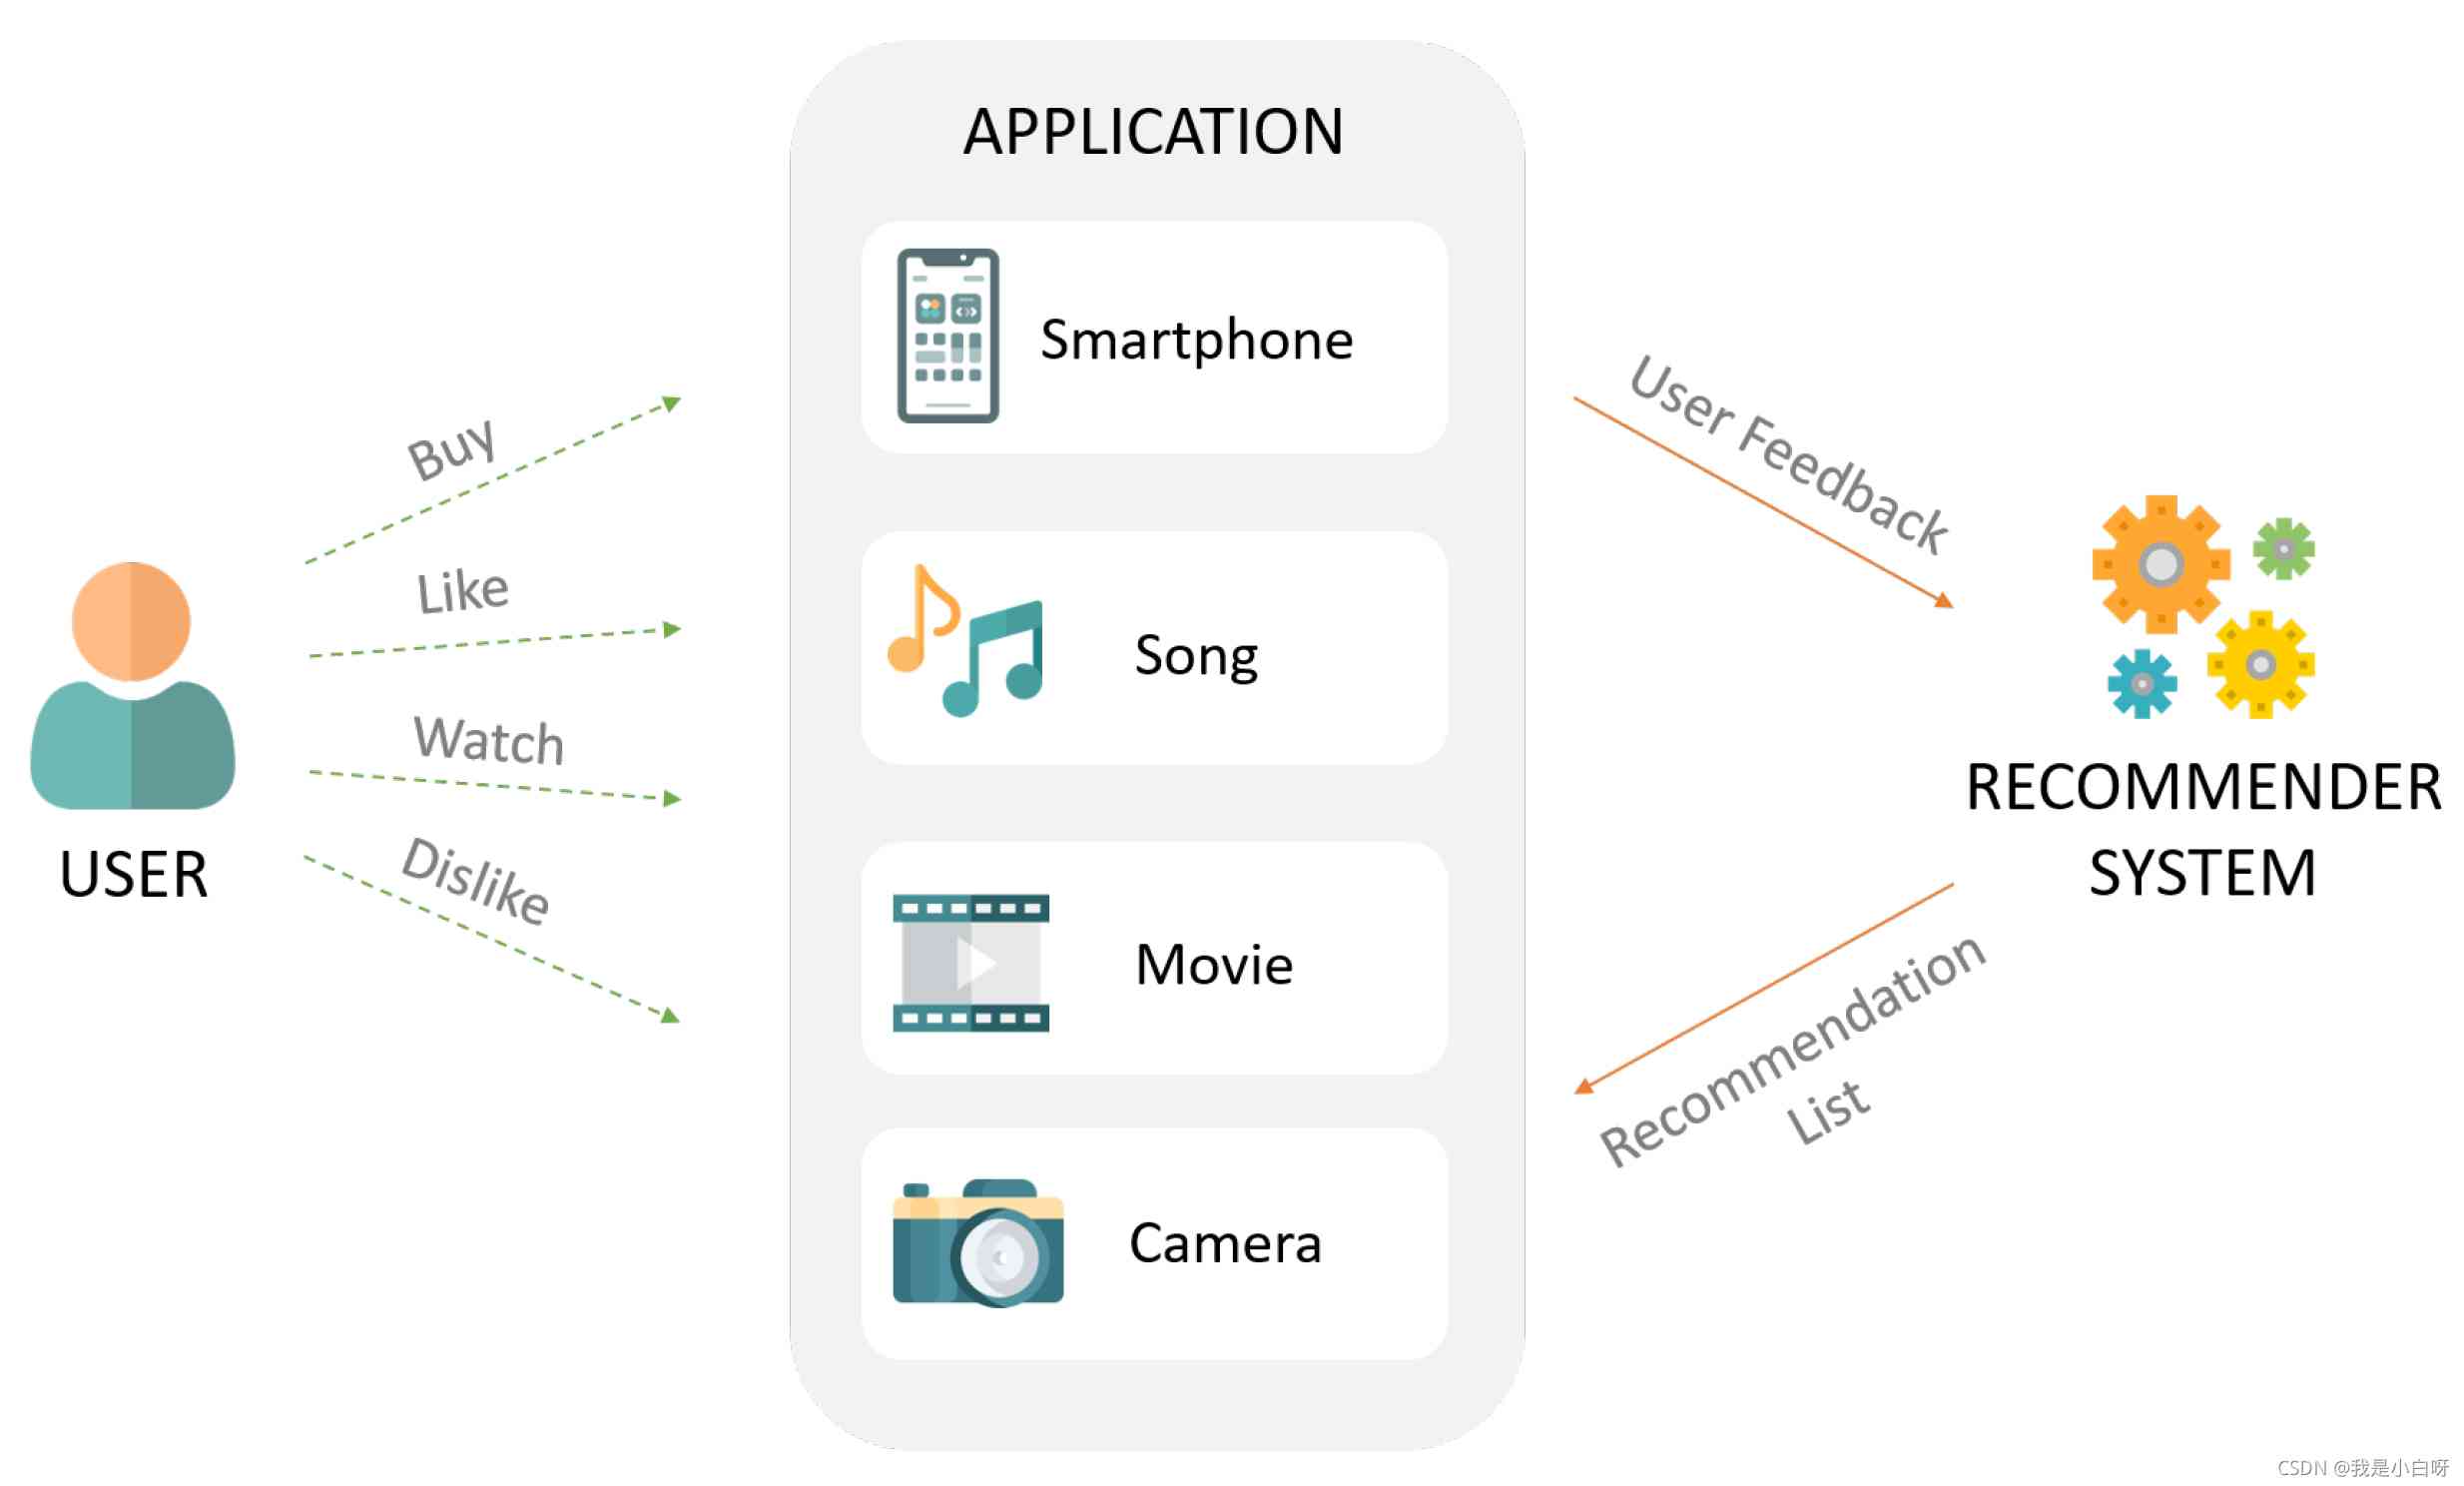 APPLICATION
Smartphone
Song
Movie
Camera
Buy
Like
Watch
Dislike
USER
User Feedback
RECOMMENDER
SYSTEM
Recommendation
List
CSDN @我是小白呀